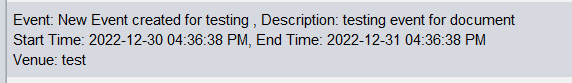 Event: New Event created for testing , Description: testing event for document
Start Time: 2022-12-30 04:36:38 PM, End Time: 2022-12-31 04:36:38 PM
Venue: test